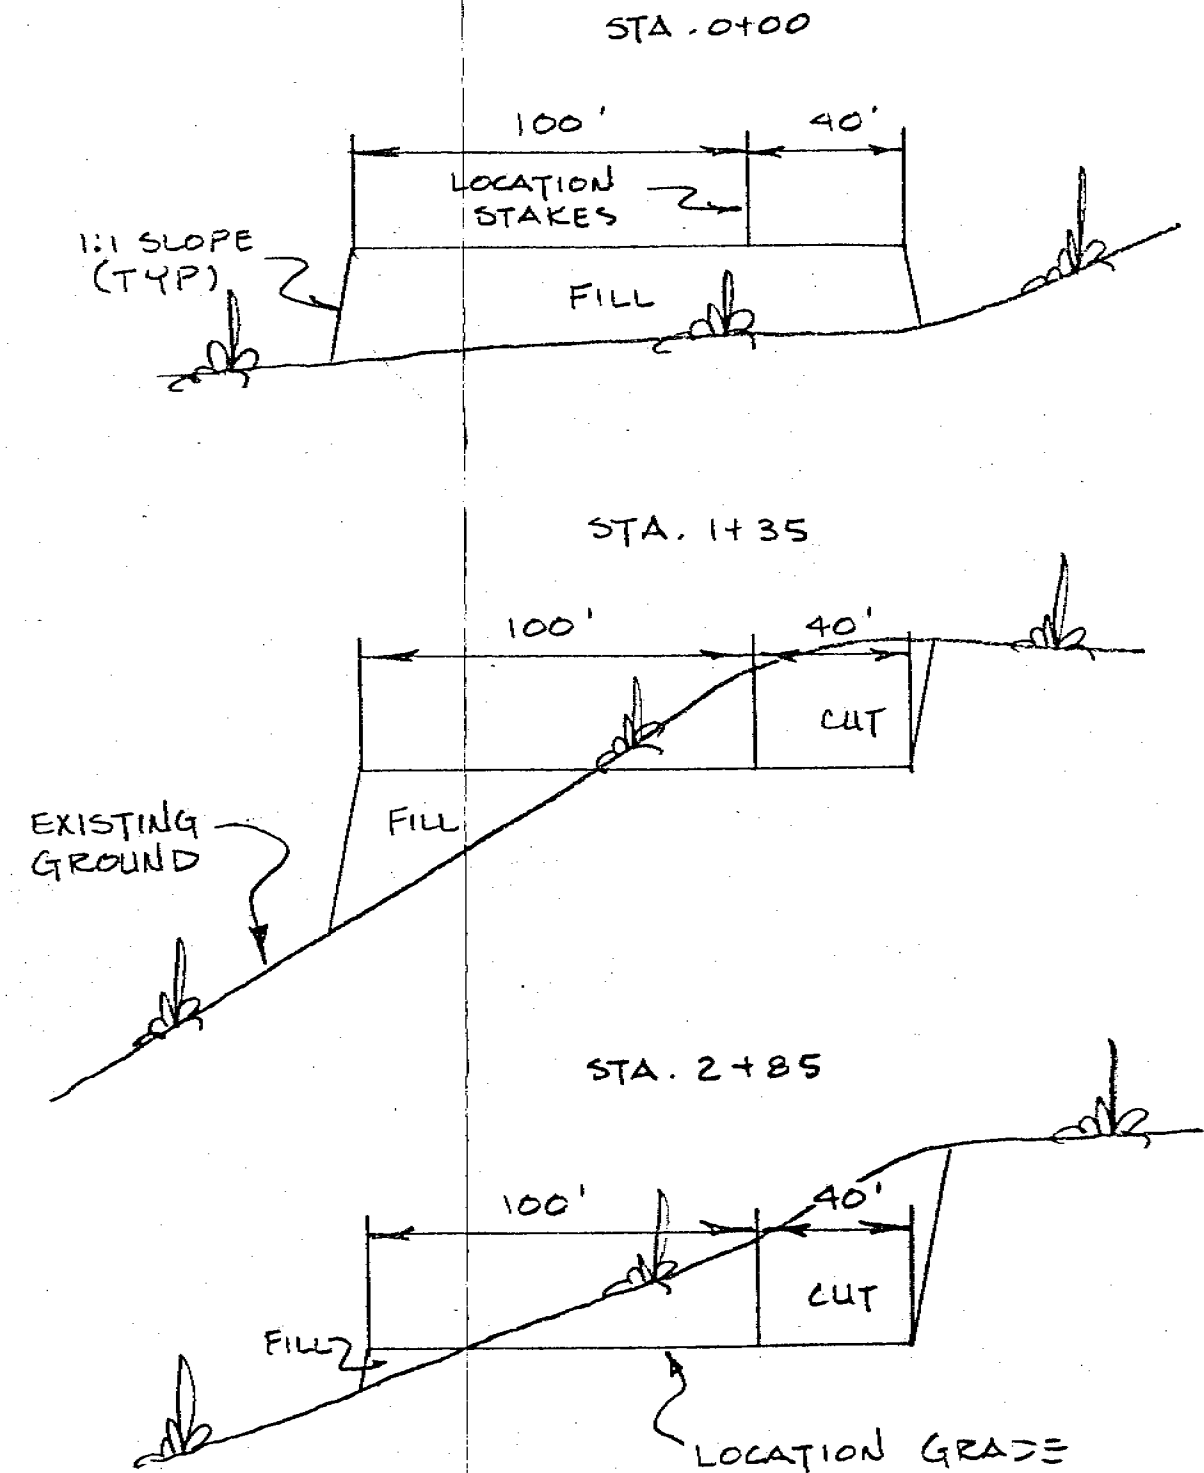 STA. 0+00
100' 40'
LOCATION
STAKES
1:1 SLOPE
(TYP)
FILL
STA. 1+35
100' 40'
CUT
FILL
EXISTING
GROUND
STA. 2+85
100' 40'
CUT
FILL
LOCATION GRADE